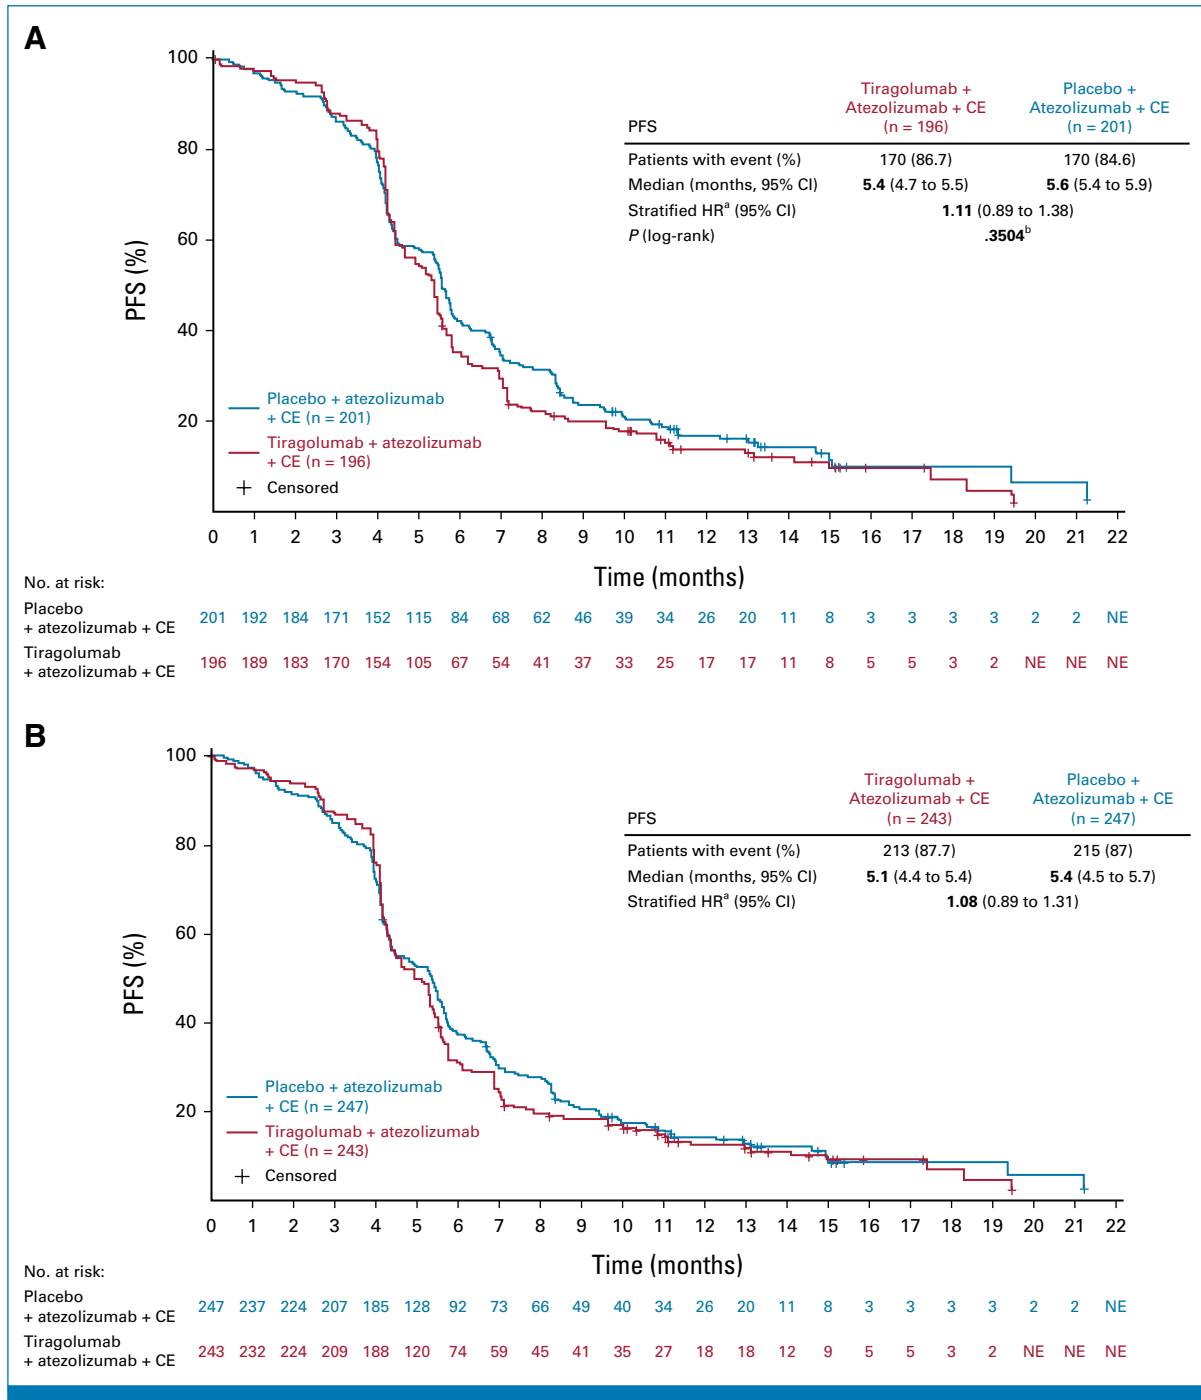 A
100
80
60
40
20
PFS (%)
PFS
Tiragolumab +
Atezolizumab + CE
(n = 196)
Placebo +
Atezolizumab + CE
(n = 201)
Patients with event (%) 170 (86.7) 170 (84.6)
Median (months, 95% CI) 5.4 (4.7 to 5.5) 5.6 (5.4 to 5.9)
Stratified HRa (95% CI) 1.11 (0.89 to 1.38)
P (log-rank) .3504b
Placebo + atezolizumab
+ CE (n = 201)
Tiragolumab + atezolizumab
+ CE (n = 196)
Censored
0 1 2 3 4 5 6 7 8 9 10 11 12 13 14 15 16 17 18 19 20 21 22
Time (months)
No. at risk:
Placebo
+ atezolizumab + CE 201 192 184 171 152 115 84 68 62 46 39 34 26 20 11 8 3 3 3 3 2 2 NE
Tiragolumab
+ atezolizumab + CE 196 189 183 170 154 105 67 54 41 37 33 25 17 17 11 8 5 5 3 2 NE NE NE
B
100
80
60
40
20
PFS (%)
PFS
Tiragolumab +
Atezolizumab + CE
(n = 243)
Placebo +
Atezolizumab + CE
(n = 247)
Patients with event (%) 213 (87.7) 215 (87)
Median (months, 95% CI) 5.1 (4.4 to 5.4) 5.4 (4.5 to 5.7)
Stratified HRa (95% CI) 1.08 (0.89 to 1.31)
Placebo + atezolizumab
+ CE (n = 247)
Tiragolumab + atezolizumab
+ CE (n = 243)
Censored
0 1 2 3 4 5 6 7 8 9 10 11 12 13 14 15 16 17 18 19 20 21 22
Time (months)
No. at risk:
Placebo
+ atezolizumab + CE 247 237 224 207 185 128 92 73 66 49 40 34 26 20 11 8 3 3 3 3 2 2 NE
Tiragolumab
+ atezolizumab + CE 243 232 224 209 188 120 74 59 45 41 35 27 18 18 12 9 5 5 3 2 NE NE NE